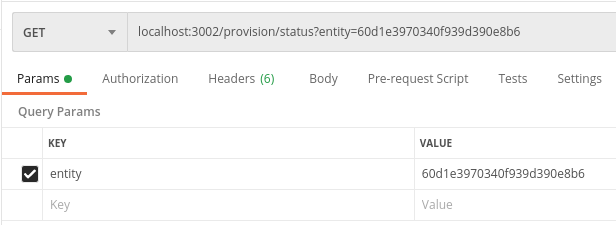 GET localhost:3002/provision/status?entity=60d1e3970340f939d390e8b6
Params Authorization Headers (6) Body Pre-request Script Tests Settings
Query Params
KEY VALUE
entity 60d1e3970340f939d390e8b6
Key Value